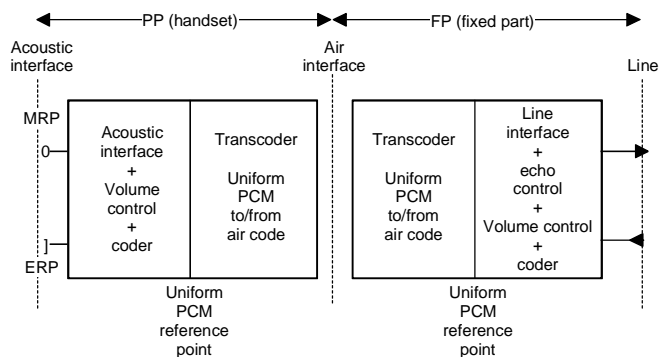 PP (handset)
FP (fixed part)
Acoustic
interface
Air
interface
Line
MRP
0
]
ERP
Acoustic
interface
+
Volume
control
+
coder
Transcoder
Uniform
PCM
to/from
air code
Transcoder
Uniform
PCM
to/from
air code
Line
interface
+
echo
control
+
Volume control
+
coder
Uniform
PCM
reference
point
Uniform
PCM
reference
point